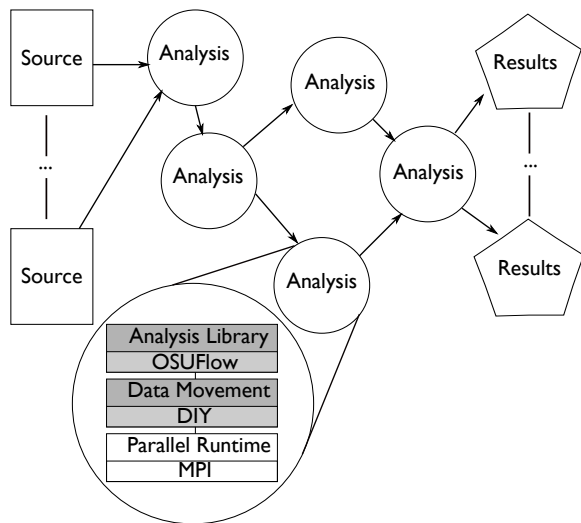 Source
Analysis
Analysis
Results
...
Analysis
Analysis
...
Source
Analysis
Results
Analysis Library
OSUFlow
Data Movement
DIY
Parallel Runtime
MPI